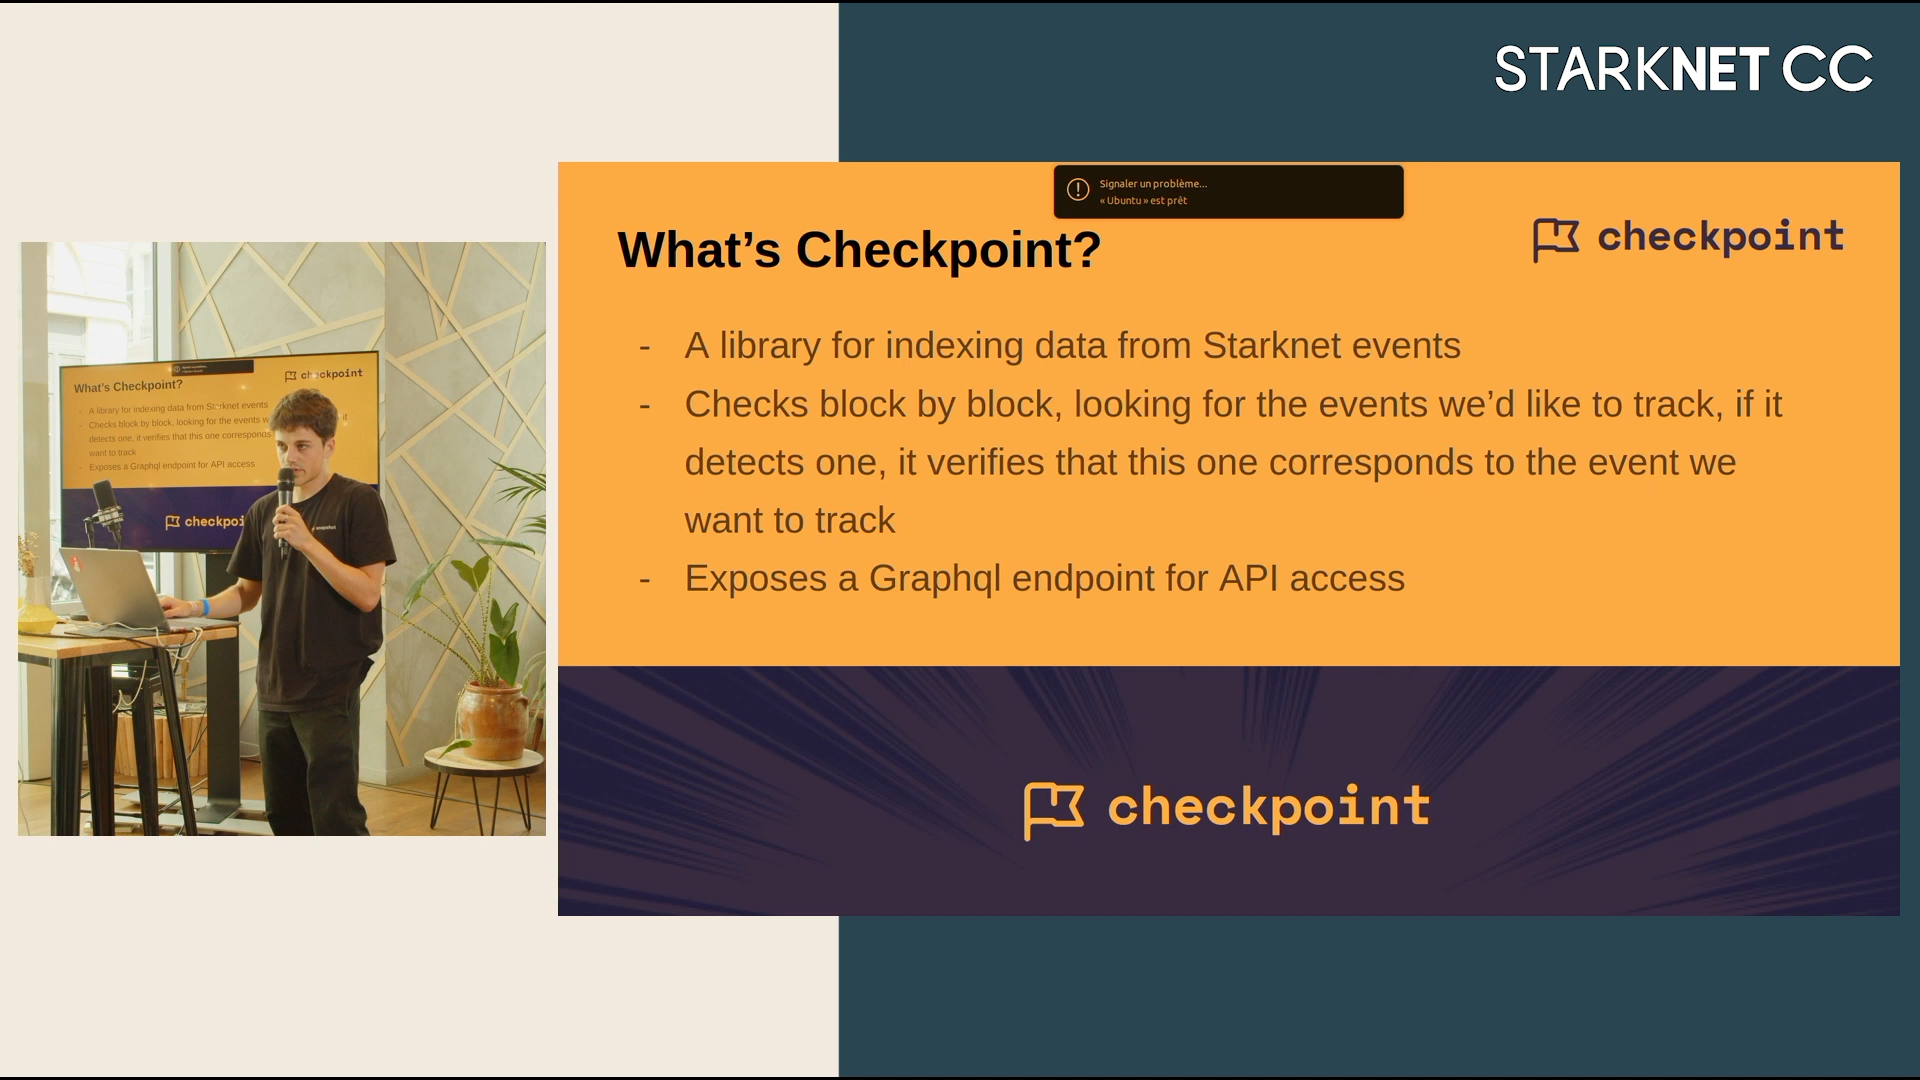 STARKNET CC
Signaler un problème...
« Ubuntu » est prêt
What’s Checkpoint?
checkpoint
- A library for indexing data from Starknet events
- Checks block by block, looking for the events we’d like to track, if it
detects one, it verifies that this one corresponds to the event we
want to track
- Exposes a Graphql endpoint for API access
checkpoint
What's Checkpoint?
checkpoint
- A library for indexing data from Starknet events
- Checks block by block, looking for the events w
it
detects one, it verifies that this one corresponds
want to track
- Exposes a Graphql endpoint for API access
checkpoi
snapshot